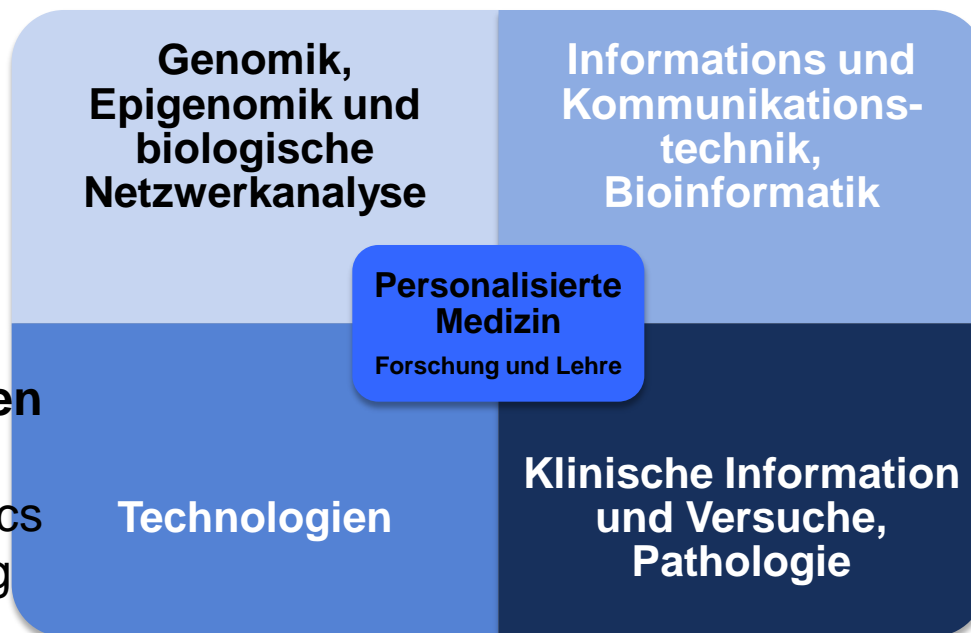 Genomik,
Epigenomik und
biologische
Netzwerkanalyse
Informations und
Kommunikations-
technik,
Bioinformatik
Personalisierte
Medizin
Forschung und Lehre
Technologien
Klinische Information
und Versuche,
Pathologie